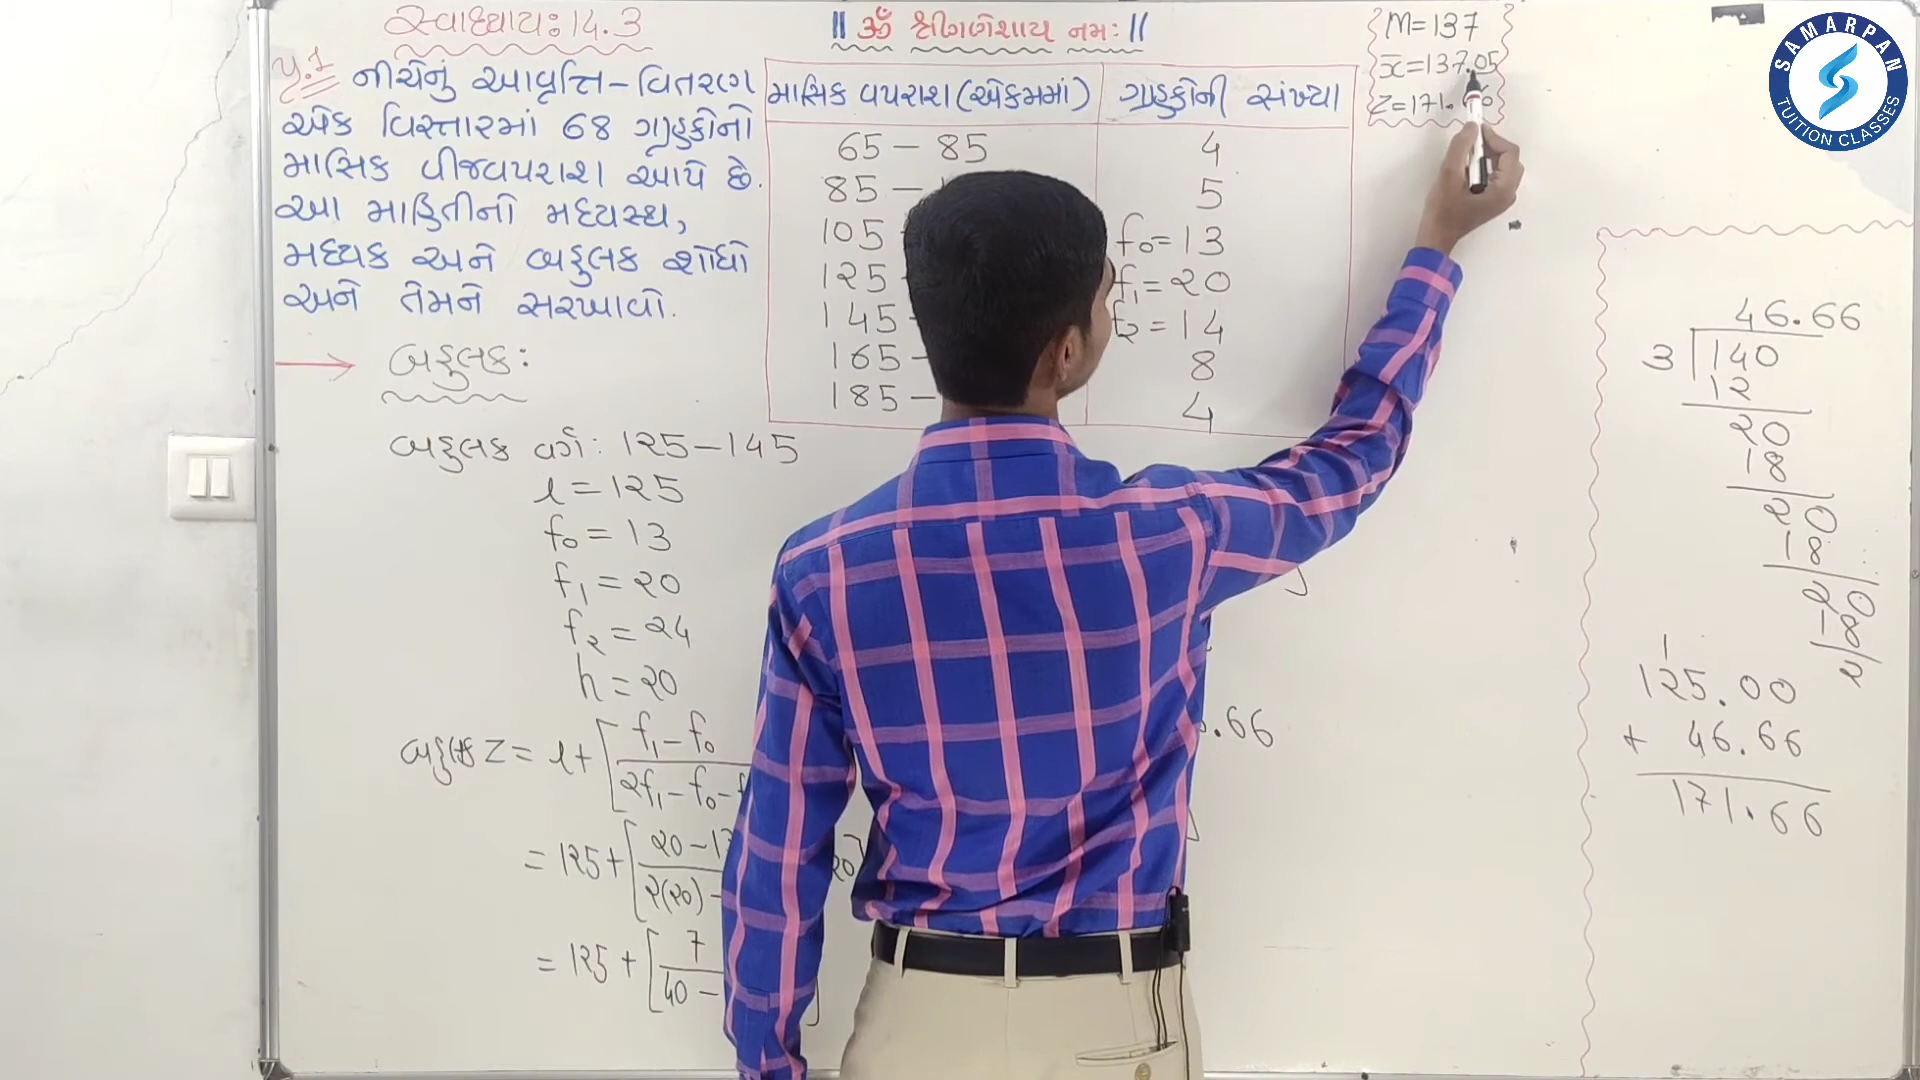 સ્વાધ્યાય: 14.3
|| ૐ શ્રી ગણેશાય નમ: ||
પ્ર.1 નીચેનું આવૃત્તિ-વિતરણ
એક વિસ્તારમાં 68 ગ્રાહકોનો
માસિક વીજવપરાશ આપે છે.
આ માહિતીનો મધ્યસ્થ,
મધ્યક અને બહુલક શોધો
અને તેમને સરખાવો.
માસિક વપરાશ (એકમમાં) ગ્રાહકોની સંખ્યા
65 - 85 4
85 - 5
105 - f₀ = 13
125 - f₁ = 20
145 - f₂ = 14
165 - 8
185 - 4
M = 137
x̄ = 137.05
Z = 171.66
બહુલક:
બહુલક વર્ગ: 125 - 145
l = 125
f₀ = 13
f₁ = 20
f₂ = 24
h = 20
બહુલક Z = l + [ f₁ - f₀
2f₁ - f₀ - f
= 125 + [ 20 - 13
2(20) -
20
= 125 + [ 7
40 -
]
.66
46.66
3 140
12
20
18
20
18
20
18
2
1
125.00
+ 46.66
171.66
SAMARPAN
TUITION CLASSES